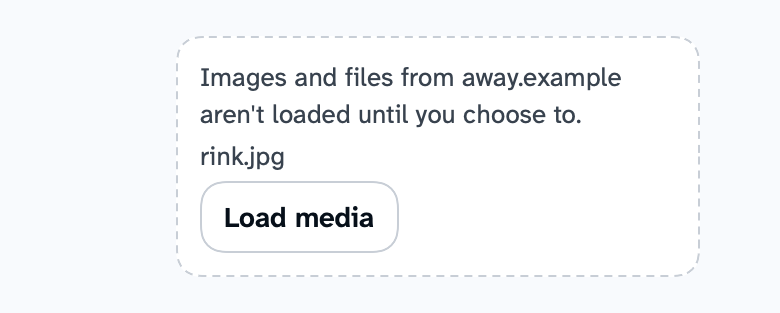 Images and files from away.example
aren't loaded until you choose to.
rink.jpg
Load media